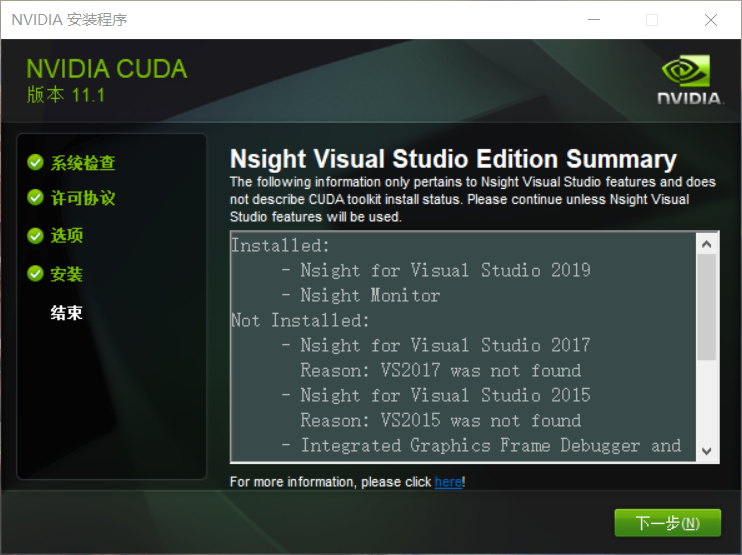 NVIDIA 安装程序
NVIDIA CUDA
版本 11.1
NVIDIA.
系统检查
许可协议
选项
安装
结束
Nsight Visual Studio Edition Summary
The following information only pertains to Nsight Visual Studio features and does
not describe CUDA toolkit install status. Please continue unless Nsight Visual
Studio features will be used.
Installed:
- Nsight for Visual Studio 2019
- Nsight Monitor
Not Installed:
- Nsight for Visual Studio 2017
Reason: VS2017 was not found
- Nsight for Visual Studio 2015
Reason: VS2015 was not found
- Integrated Graphics Frame Debugger and
For more information, please click here!
下一步(N)